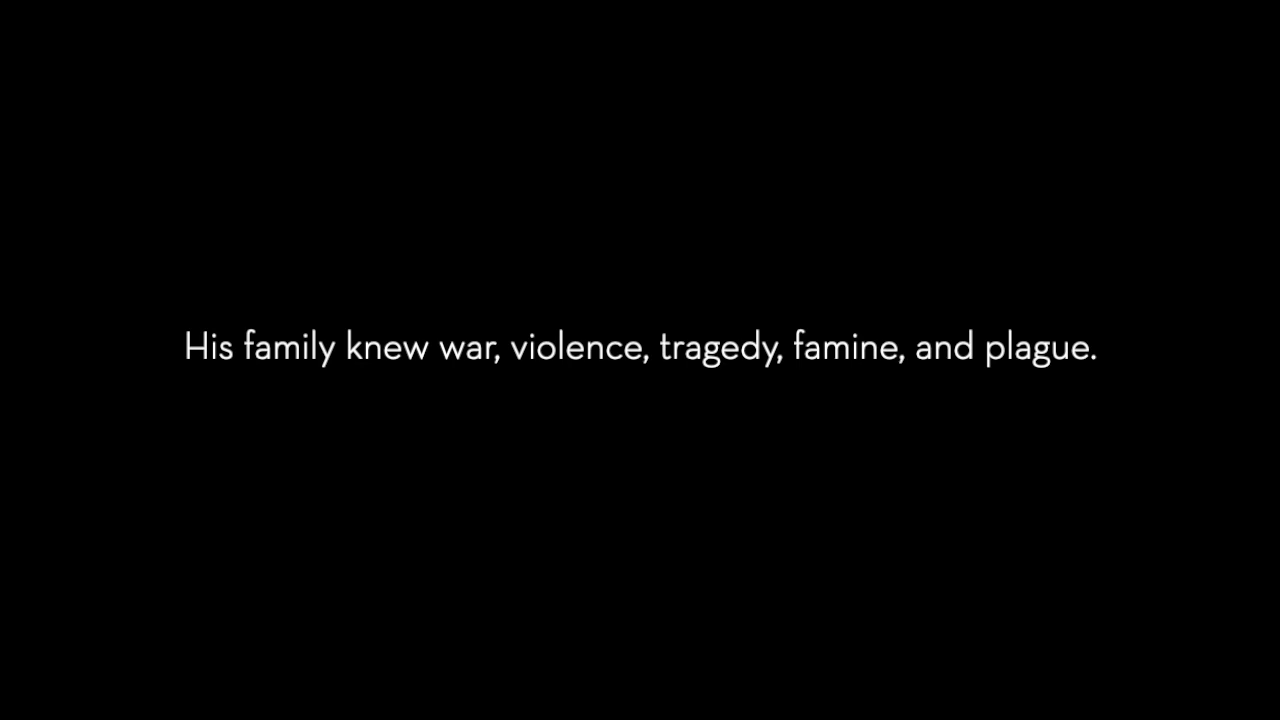 His family knew war, violence, tragedy, famine, and plague.